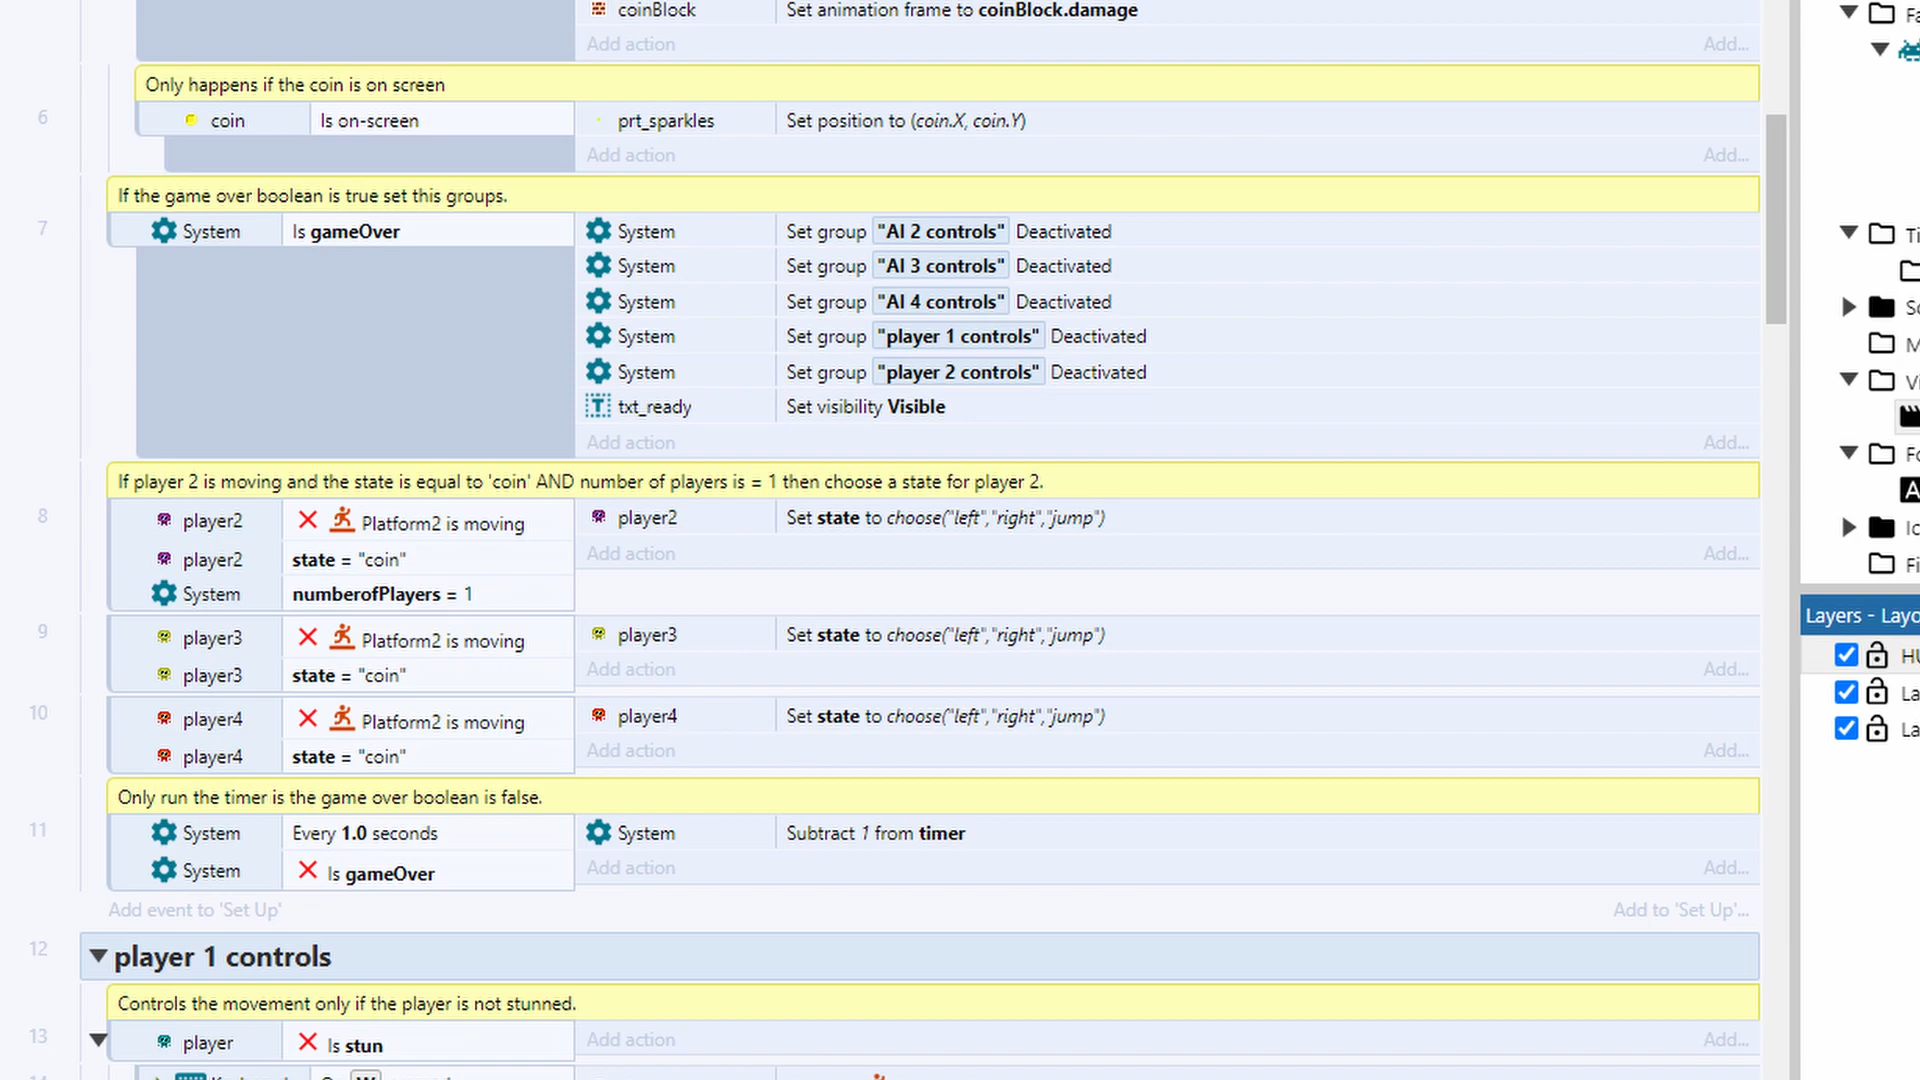 coinBlock Set animation frame to coinBlock.damage
Add action Add...
Only happens if the coin is on screen
6 coin Is on-screen prt_sparkles Set position to (coin.X, coin.Y)
Add action Add...
If the game over boolean is true set this groups.
7 System Is gameOver System Set group "AI 2 controls" Deactivated
System Set group "AI 3 controls" Deactivated
System Set group "AI 4 controls" Deactivated
System Set group "player 1 controls" Deactivated
System Set group "player 2 controls" Deactivated
txt_ready Set visibility Visible
Add action Add...
If player 2 is moving and the state is equal to 'coin' AND number of players is = 1 then choose a state for player 2.
8 player2 Platform2 is moving player2 Set state to choose("left","right","jump")
Add action Add...
player2 state = "coin"
System numberofPlayers = 1
9 player3 Platform2 is moving player3 Set state to choose("left","right","jump")
player3 state = "coin" Add action Add...
10 player4 Platform2 is moving player4 Set state to choose("left","right","jump")
player4 state = "coin" Add action Add...
Only run the timer is the game over boolean is false.
11 System Every 1.0 seconds System Subtract 1 from timer
System Is gameOver Add action Add...
Add event to 'Set Up' Add to 'Set Up'...
12 player 1 controls
Controls the movement only if the player is not stunned.
13 player Is stun Add action Add...
Layers - Layo